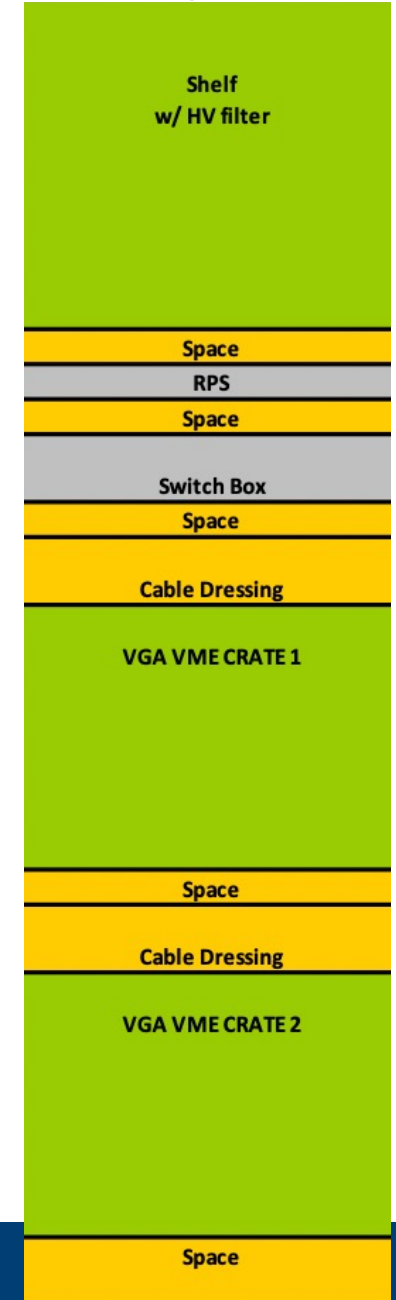 Shelf
w/ HV filter
Space
RPS
Space
Switch Box
Space
Cable Dressing
VGA VME CRATE 1
Space
Cable Dressing
VGA VME CRATE 2
Space